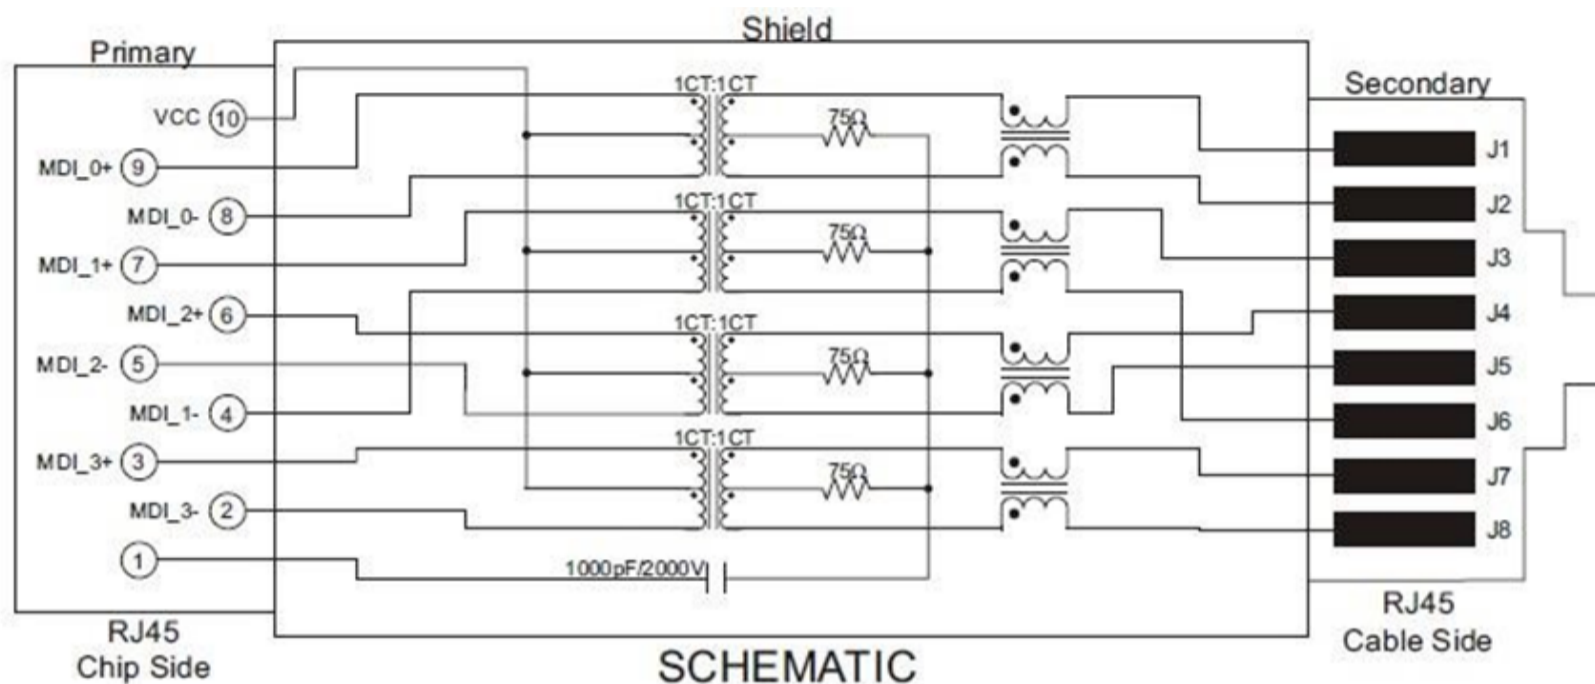 Shield
Primary
Secondary
VCC 10
MDI_0+ 9
MDI_0- 8
MDI_1+ 7
MDI_2+ 6
MDI_2- 5
MDI_1- 4
MDI_3+ 3
MDI_3- 2
1
1CT:1CT
75Ω
1CT:1CT
75Ω
1CT:1CT
75Ω
1CT:1CT
75Ω
1000pF/2000V
J1
J2
J3
J4
J5
J6
J7
J8
RJ45
Chip Side
SCHEMATIC
RJ45
Cable Side